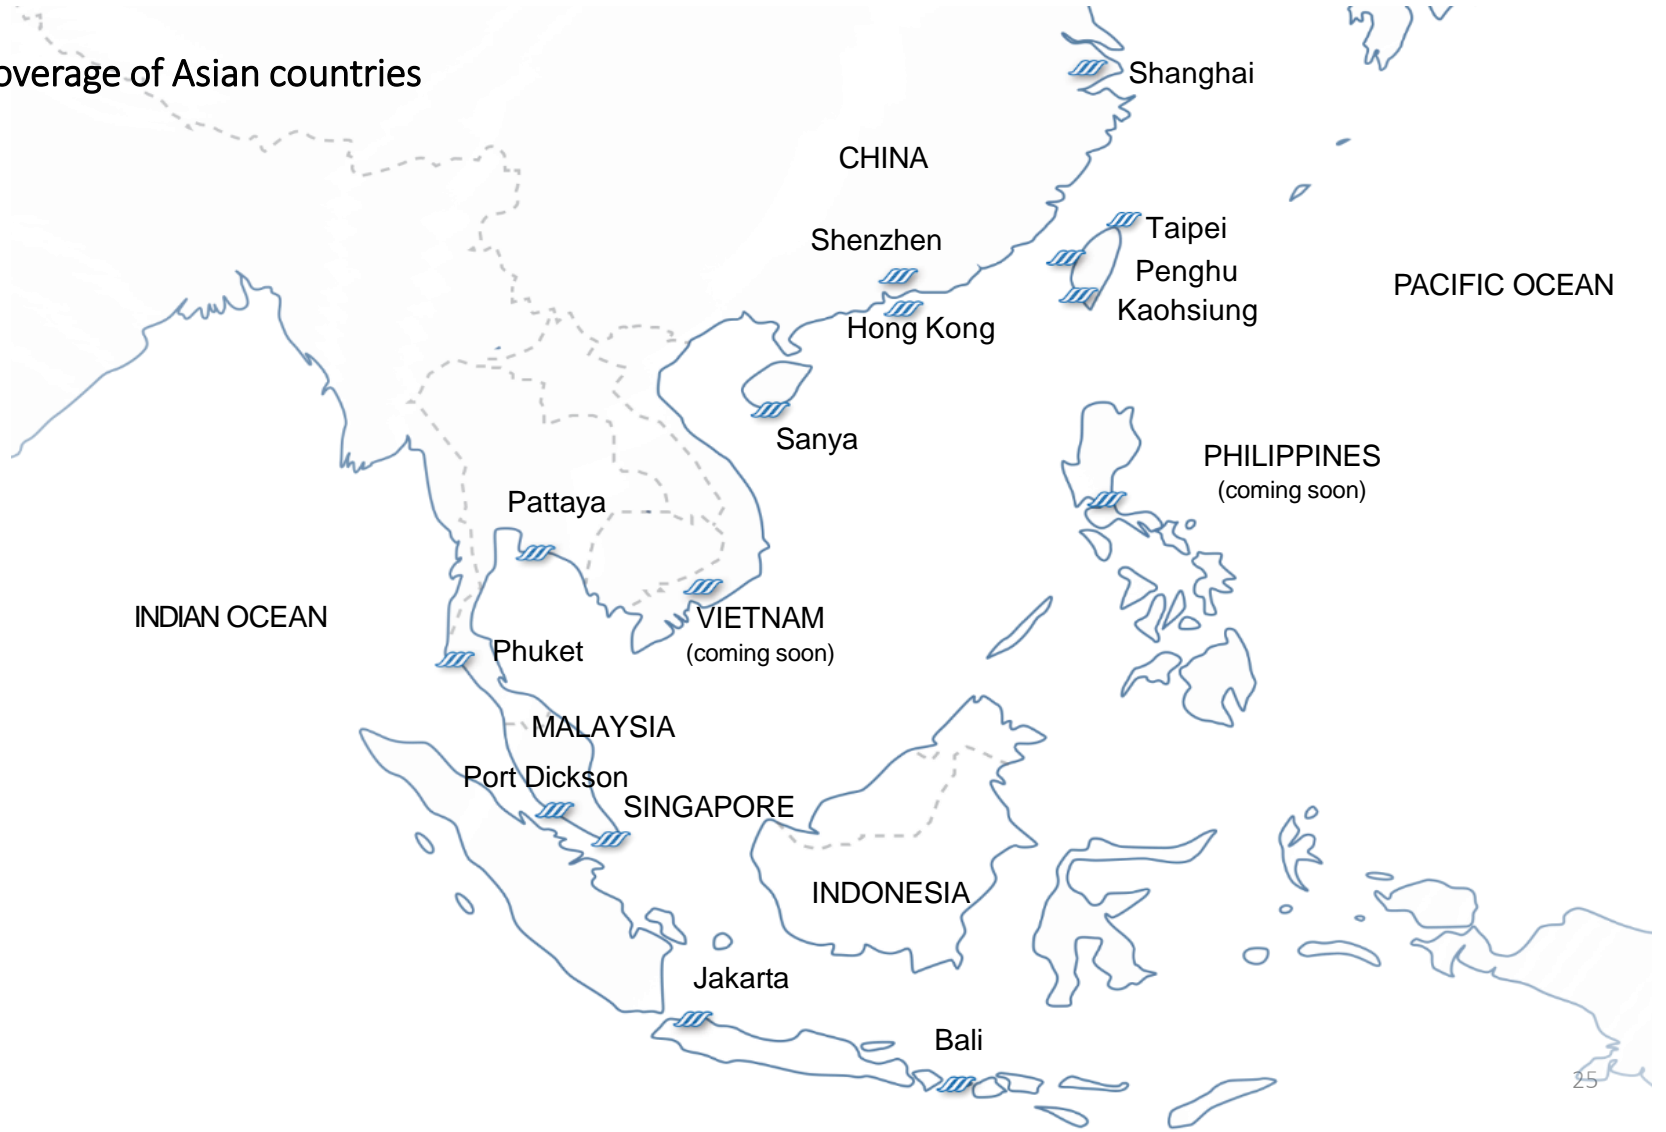 overage of Asian countries
Shanghai
CHINA
Taipei
Shenzhen
Penghu
PACIFIC OCEAN
Kaohsiung
Hong Kong
Sanya
PHILIPPINES
(coming soon)
Pattaya
INDIAN OCEAN
VIETNAM
(coming soon)
Phuket
MALAYSIA
Port Dickson
SINGAPORE
INDONESIA
Jakarta
Bali
25